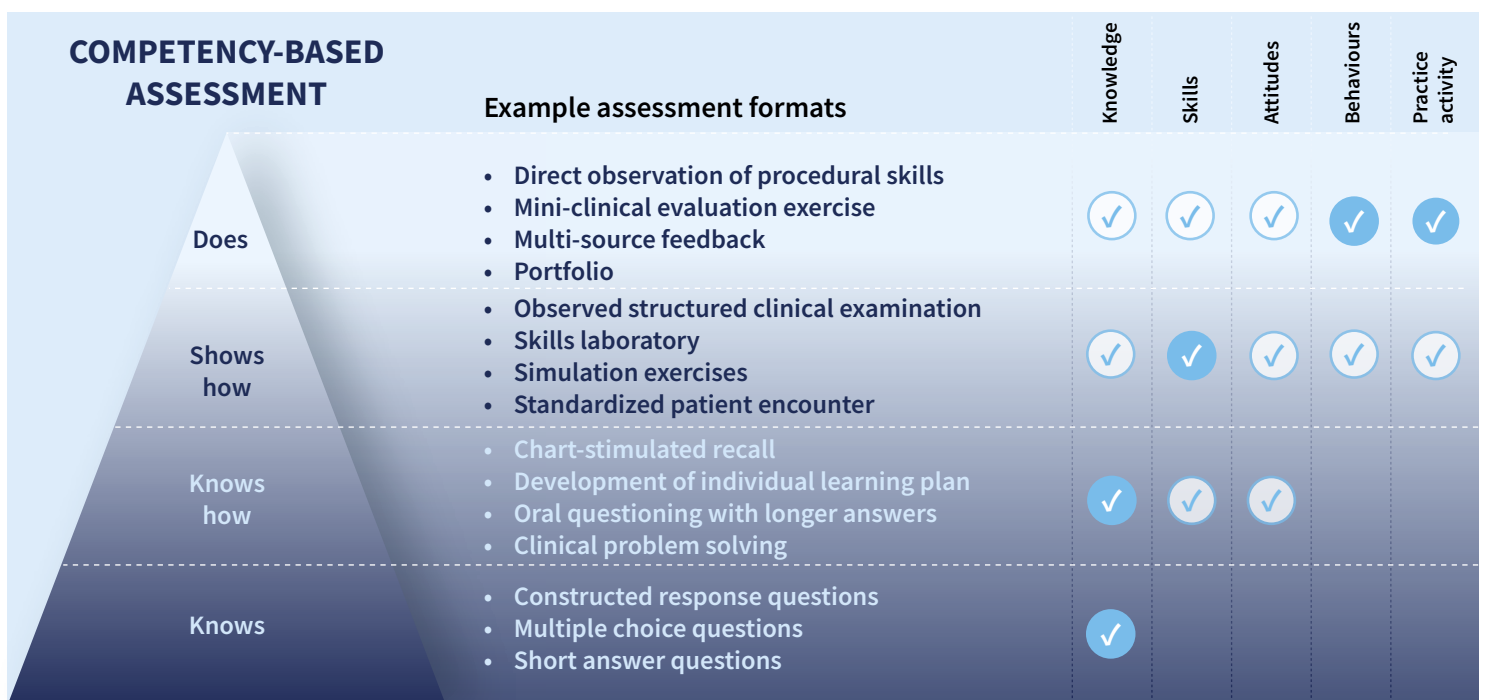 COMPETENCY-BASED
ASSESSMENT
Example assessment formats
Knowledge
Skills
Attitudes
Behaviours
Practice
activity
Does
• Direct observation of procedural skills
• Mini-clinical evaluation exercise
• Multi-source feedback
• Portfolio
Shows
how
• Observed structured clinical examination
• Skills laboratory
• Simulation exercises
• Standardized patient encounter
Knows
how
• Chart-stimulated recall
• Development of individual learning plan
• Oral questioning with longer answers
• Clinical problem solving
Knows
• Constructed response questions
• Multiple choice questions
• Short answer questions